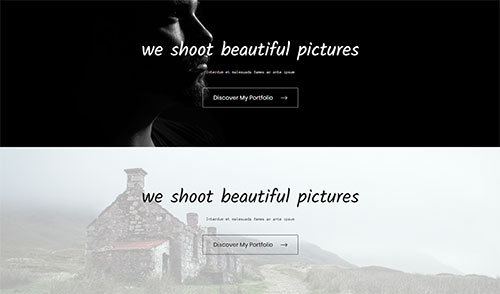 we shoot beautiful pictures
Interdum et malesuada fames ac ante ipsum
Discover My Portfolio
we shoot beautiful pictures
Interdum et malesuada fames ac ante ipsum
Discover My Portfolio